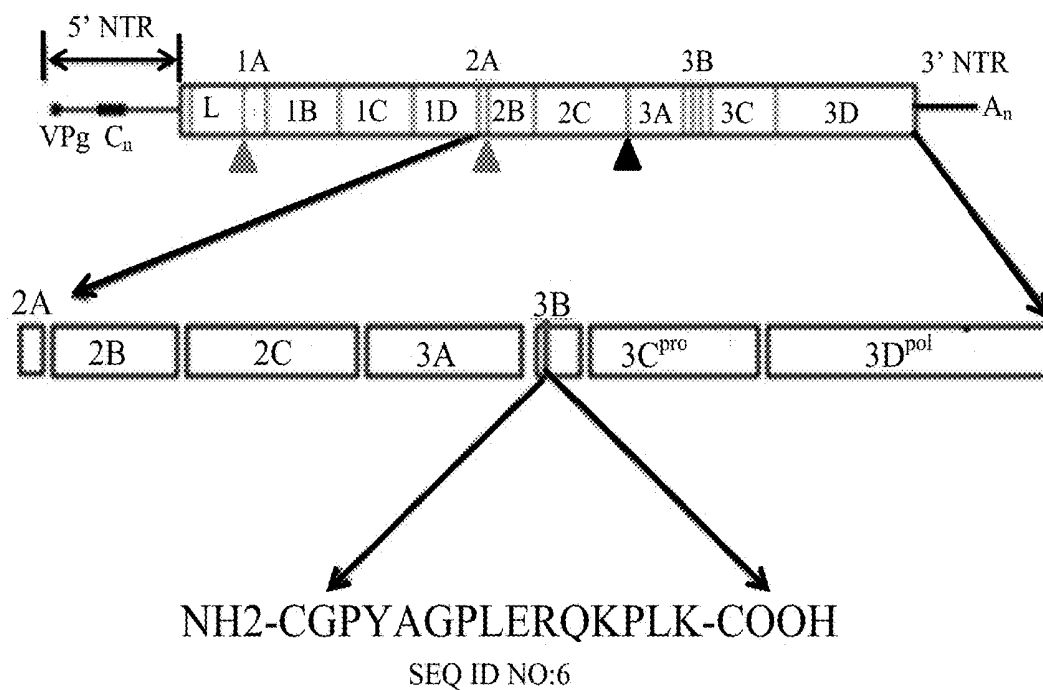 5' NTR
1A 2A 3B 3' NTR
L 1B 1C 1D 2B 2C 3A 3C 3D
VPg Cn An
2A 3B
2B 2C 3A 3Cpro 3Dpol
NH2-CGPYAGPLERQKPLK-COOH
SEQ ID NO:6